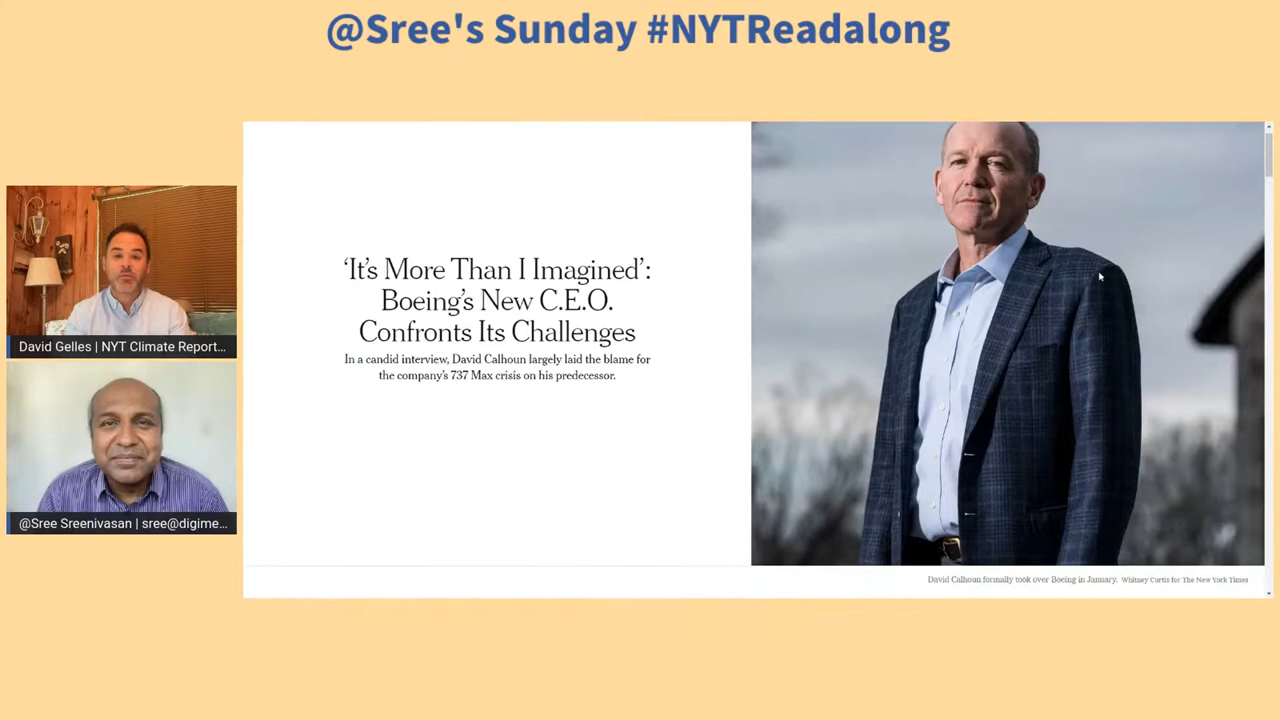 @Sree's Sunday #NYTReadalong
David Gelles | NYT Climate Report…
@Sree Sreenivasan | sree@digime…
‘It’s More Than I Imagined’:
Boeing’s New C.E.O.
Confronts Its Challenges
In a candid interview, David Calhoun largely laid the blame for
the company’s 737 Max crisis on his predecessor.
David Calhoun formally took over Boeing in January. Whitney Curtis for The New York Times